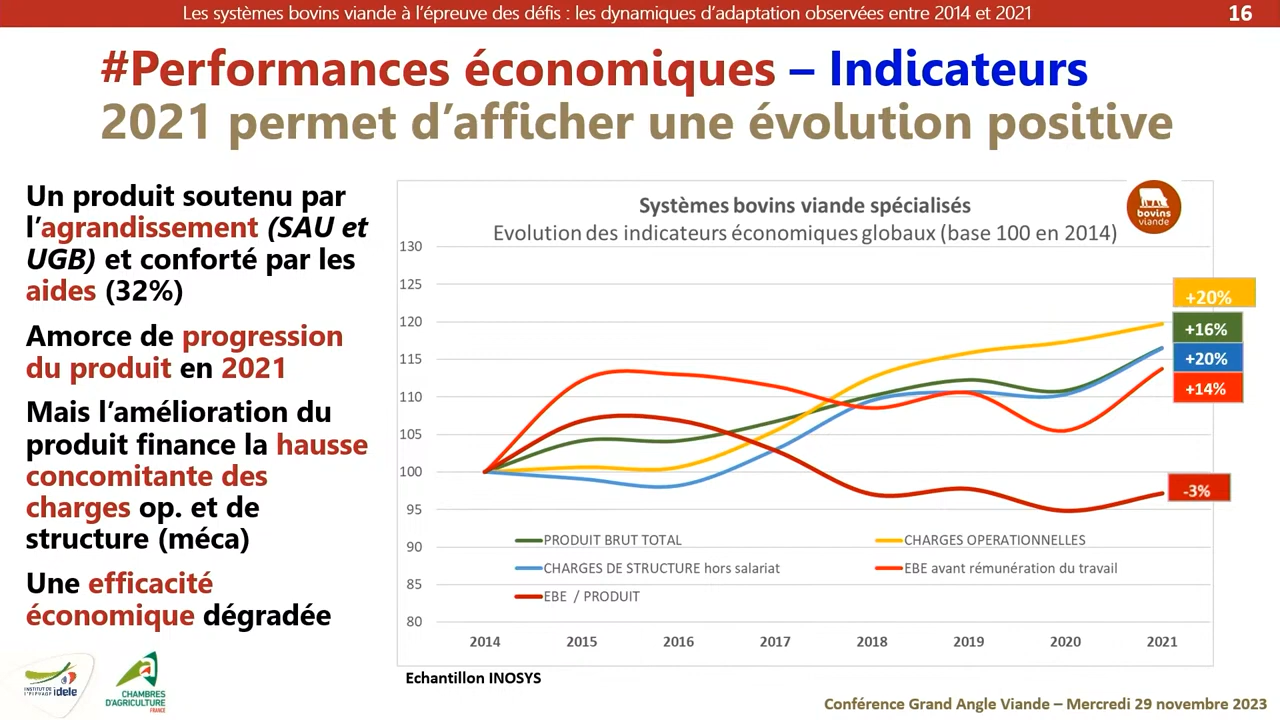 Les systèmes bovins viande à l'épreuve des défis : les dynamiques d'adaptation observées entre 2014 et 2021
16
#Performances économiques – Indicateurs
2021 permet d'afficher une évolution positive
Un produit soutenu par
l'agrandissement (SAU et
UGB) et conforté par les
aides (32%)
Amorce de progression
du produit en 2021
Mais l'amélioration du
produit finance la hausse
concomitante des
charges op. et de
structure (méca)
Une efficacité
économique dégradée
Systèmes bovins viande spécialisés
Evolution des indicateurs économiques globaux (base 100 en 2014)
bovins
viande
130
125
120
115
110
105
100
95
90
85
80
+20%
+16%
+20%
+14%
-3%
PRODUIT BRUT TOTAL
CHARGES OPERATIONNELLES
CHARGES DE STRUCTURE hors salariat
EBE avant rémunération du travail
EBE / PRODUIT
2014 2015 2016 2017 2018 2019 2020 2021
Echantillon INOSYS
INSTITUT DE
L'ÉLEVAGE idele
CHAMBRES
D'AGRICULTURE
FRANCE
Conférence Grand Angle Viande – Mercredi 29 novembre 2023